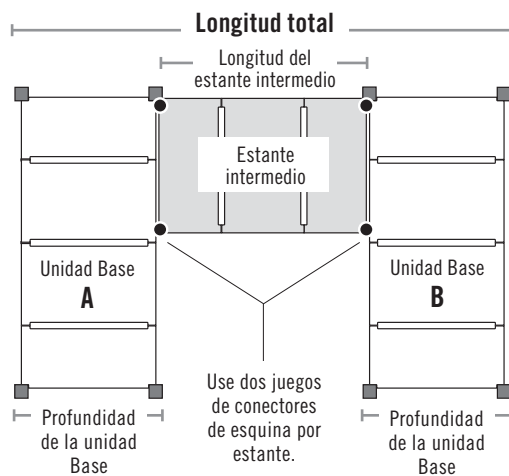 Longitud total
Longitud del
estante intermedio
Estante
intermedio
Unidad Base
A
Unidad Base
B
Use dos juegos
de conectores
de esquina por
estante.
Profundidad
de la unidad
Base
Profundidad
de la unidad
Base